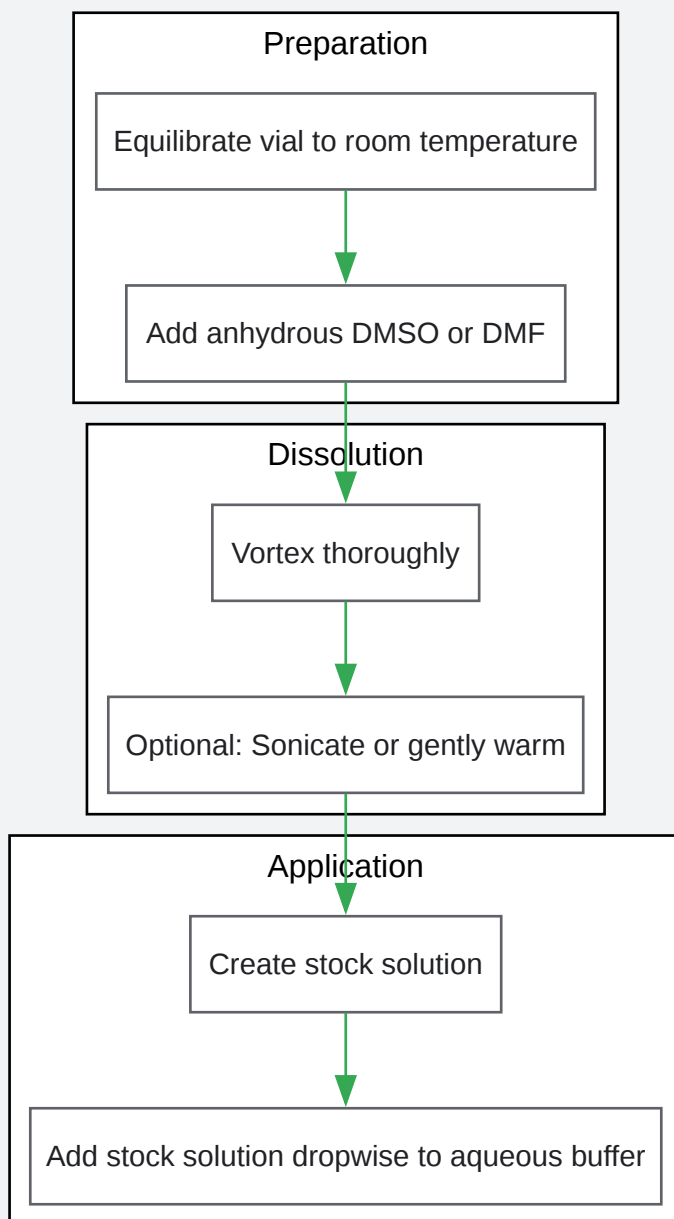 Preparation
Equilibrate vial to room temperature
Add anhydrous DMSO or DMF
Dissolution
Vortex thoroughly
Optional: Sonicate or gently warm
Application
Create stock solution
Add stock solution dropwise to aqueous buffer